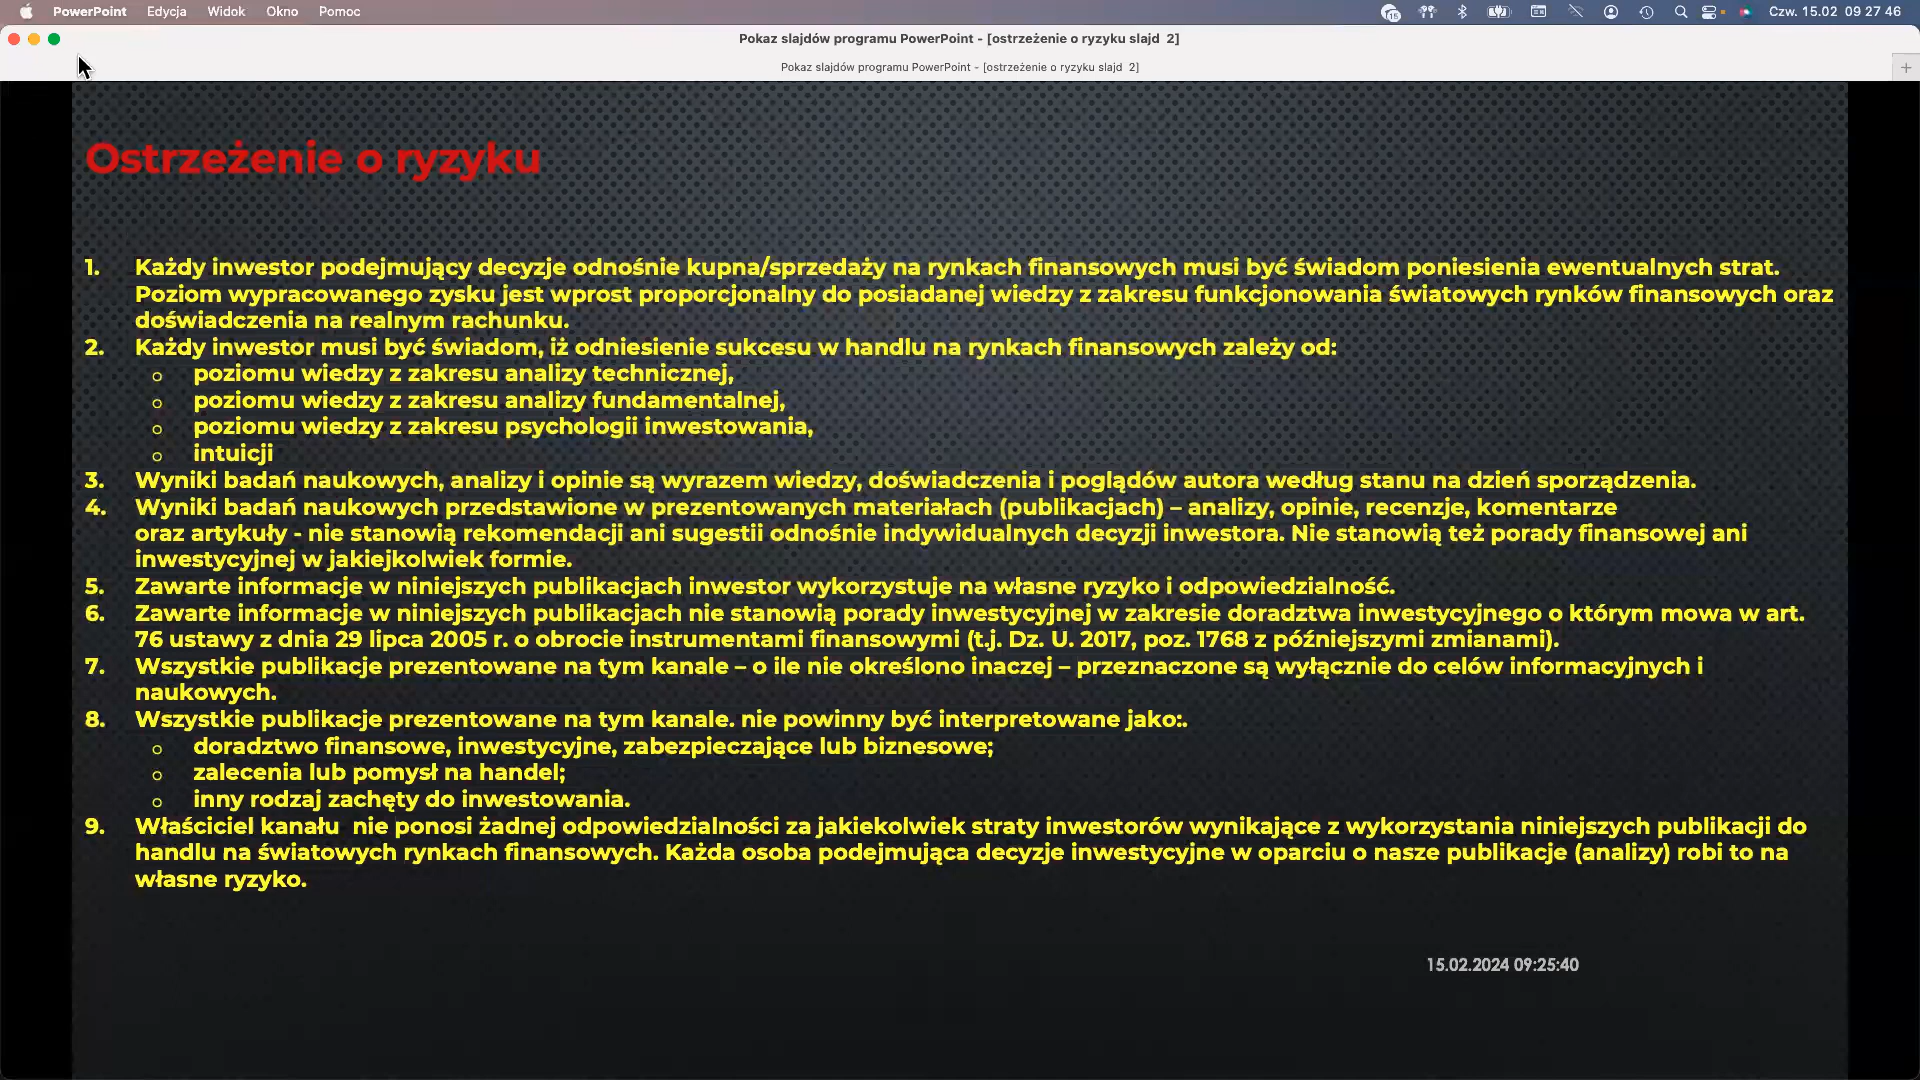 PowerPoint Edycja Widok Okno Pomoc 15 Czw. 15.02 09 27 46
Pokaz slajdów programu PowerPoint - [ostrzeżenie o ryzyku slajd 2]
Pokaz slajdów programu PowerPoint - [ostrzeżenie o ryzyku slajd 2]
Ostrzeżenie o ryzyku
1. Każdy inwestor podejmujący decyzje odnośnie kupna/sprzedaży na rynkach finansowych musi być świadom poniesienia ewentualnych strat.
Poziom wypracowanego zysku jest wprost proporcjonalny do posiadanej wiedzy z zakresu funkcjonowania światowych rynków finansowych oraz
doświadczenia na realnym rachunku.
2. Każdy inwestor musi być świadom, iż odniesienie sukcesu w handlu na rynkach finansowych zależy od:
o poziomu wiedzy z zakresu analizy technicznej,
o poziomu wiedzy z zakresu analizy fundamentalnej,
o poziomu wiedzy z zakresu psychologii inwestowania,
o intuicji
3. Wyniki badań naukowych, analizy i opinie są wyrazem wiedzy, doświadczenia i poglądów autora według stanu na dzień sporządzenia.
4. Wyniki badań naukowych przedstawione w prezentowanych materiałach (publikacjach) – analizy, opinie, recenzje, komentarze
oraz artykuły - nie stanowią rekomendacji ani sugestii odnośnie indywidualnych decyzji inwestora. Nie stanowią też porady finansowej ani
inwestycyjnej w jakiejkolwiek formie.
5. Zawarte informacje w niniejszych publikacjach inwestor wykorzystuje na własne ryzyko i odpowiedzialność.
6. Zawarte informacje w niniejszych publikacjach nie stanowią porady inwestycyjnej w zakresie doradztwa inwestycyjnego o którym mowa w art.
76 ustawy z dnia 29 lipca 2005 r. o obrocie instrumentami finansowymi (t.j. Dz. U. 2017, poz. 1768 z późniejszymi zmianami).
7. Wszystkie publikacje prezentowane na tym kanale – o ile nie określono inaczej – przeznaczone są wyłącznie do celów informacyjnych i
naukowych.
8. Wszystkie publikacje prezentowane na tym kanale. nie powinny być interpretowane jako:.
o doradztwo finansowe, inwestycyjne, zabezpieczające lub biznesowe;
o zalecenia lub pomysł na handel;
o inny rodzaj zachęty do inwestowania.
9. Właściciel kanału nie ponosi żadnej odpowiedzialności za jakiekolwiek straty inwestorów wynikające z wykorzystania niniejszych publikacji do
handlu na światowych rynkach finansowych. Każda osoba podejmująca decyzje inwestycyjne w oparciu o nasze publikacje (analizy) robi to na
własne ryzyko.
15.02.2024 09:25:40